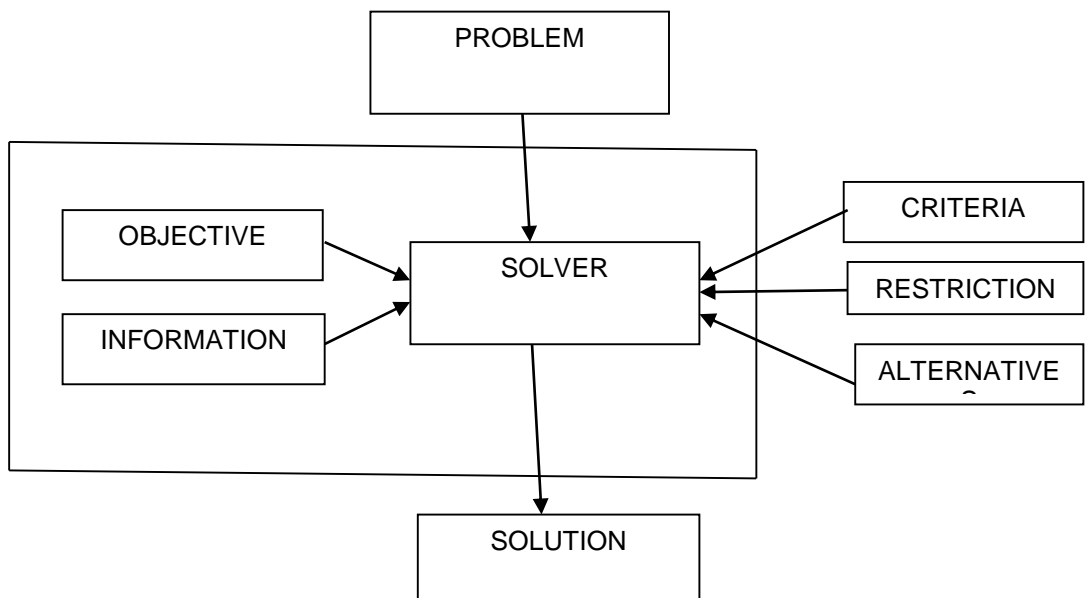 PROBLEM
OBJECTIVE
INFORMATION
SOLVER
CRITERIA
RESTRICTION
ALTERNATIVE
SOLUTION